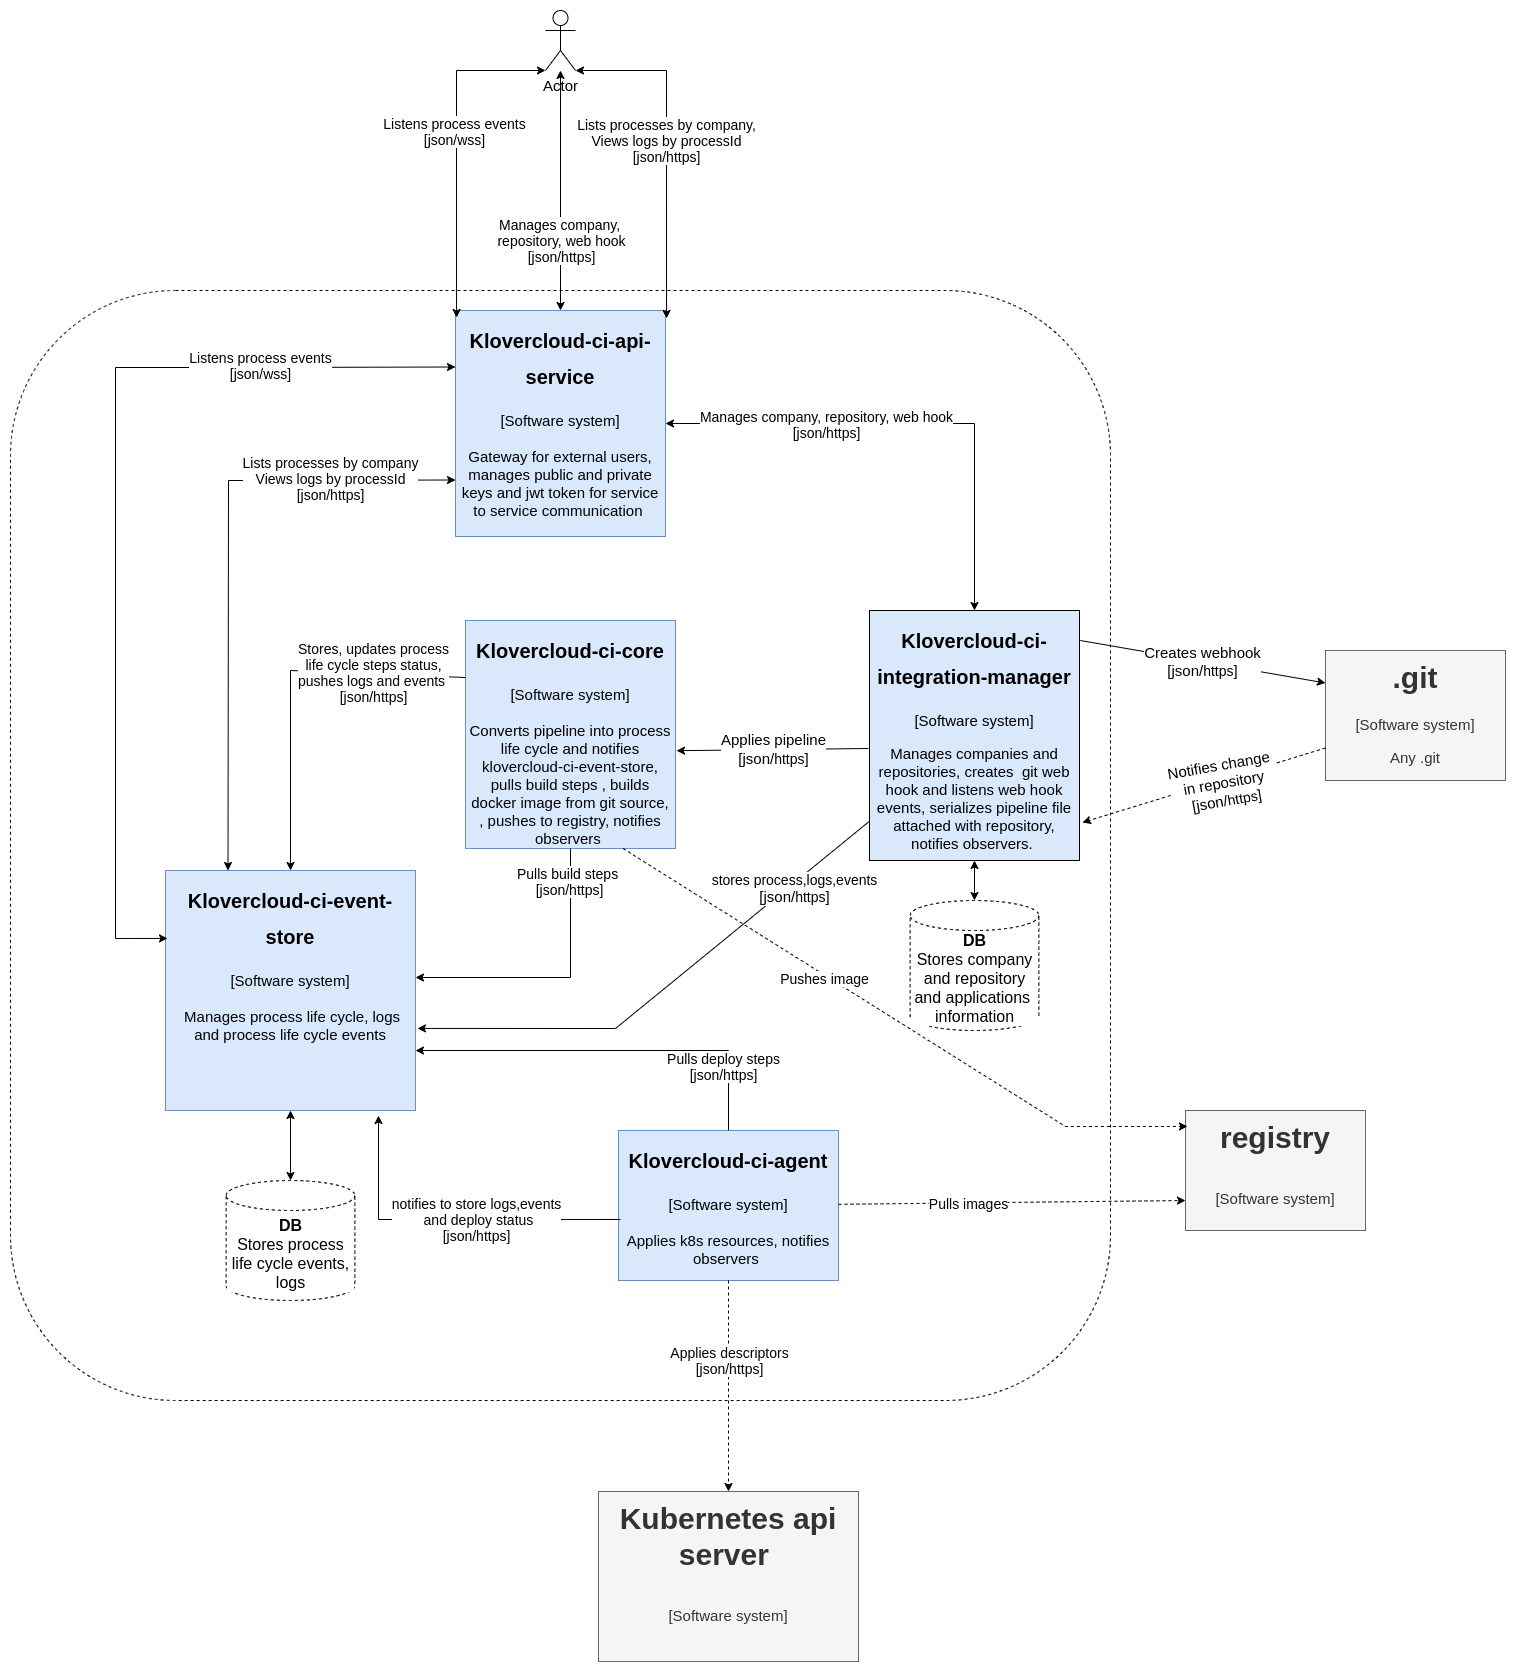 Actor
Listens process events
[json/wss]
Lists processes by company,
Views logs by processId
[json/https]
Manages company,
repository, web hook
[json/https]
Klovercloud-ci-api-
service
[Software system]
Gateway for external users,
manages public and private
keys and jwt token for service
to service communication
Listens process events
[json/wss]
Lists processes by company
Views logs by processId
[json/https]
Manages company, repository, web hook
[json/https]
Stores, updates process
life cycle steps status,
pushes logs and events
[json/https]
Klovercloud-ci-core
[Software system]
Converts pipeline into process
life cycle and notifies
klovercloud-ci-event-store,
pulls build steps , builds
docker image from git source,
, pushes to registry, notifies
observers
Applies pipeline
[json/https]
Klovercloud-ci-
integration-manager
[Software system]
Manages companies and
repositories, creates  git web
hook and listens web hook
events, serializes pipeline file
attached with repository,
notifies observers.
Creates webhook
[json/https]
.git
[Software system]
Any .git
Notifies change
in repository
[json/https]
Pulls build steps
[json/https]
stores process,logs,events
[json/https]
Klovercloud-ci-event-
store
[Software system]
Manages process life cycle, logs
and process life cycle events
DB
Stores company
and repository
and applications
information
Pushes image
Pulls deploy steps
[json/https]
Klovercloud-ci-agent
[Software system]
Applies k8s resources, notifies
observers
registry
[Software system]
Pulls images
notifies to store logs,events
and deploy status
[json/https]
DB
Stores process
life cycle events,
logs
Applies descriptors
[json/https]
Kubernetes api
server
[Software system]